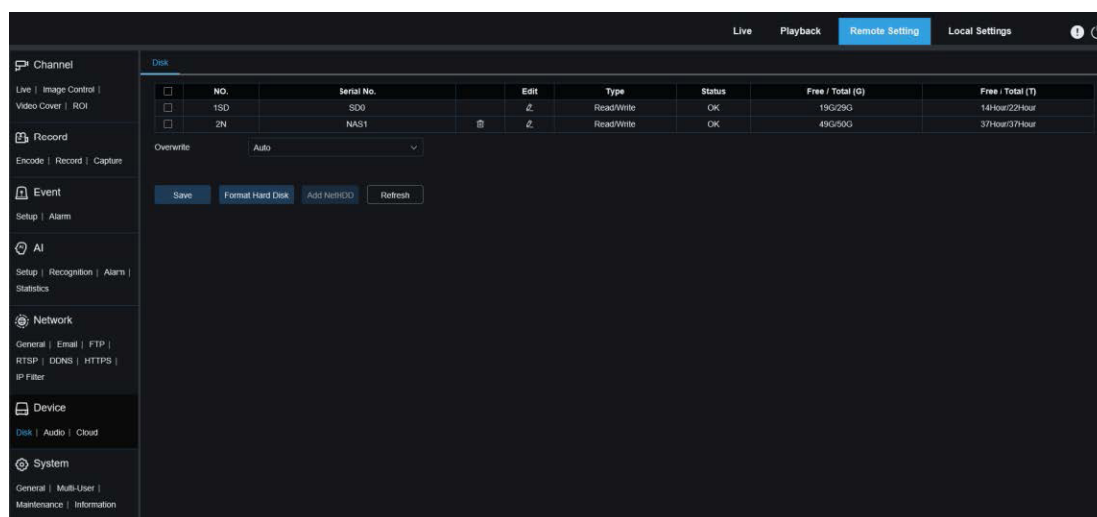 Live Playback Remote Setting Local Settings
Channel
Live | Image Control |
Video Cover | ROI
Record
Encode | Record | Capture
Event
Setup | Alarm
AI
Setup | Recognition | Alarm |
Statistics
Network
General | Email | FTP |
RTSP | DDNS | HTTPS |
IP Filter
Device
Disk | Audio | Cloud
System
General | Multi-User |
Maintenance | Information
Disk
NO. Serial No. Edit Type Status Free / Total (G) Free / Total (T)
1SD SD0 Read/Write OK 19G/29G 14Hour/22Hour
2N NAS1 Read/Write OK 49G/50G 37Hour/37Hour
Overwrite Auto
Save Format Hard Disk Add NetHDD Refresh